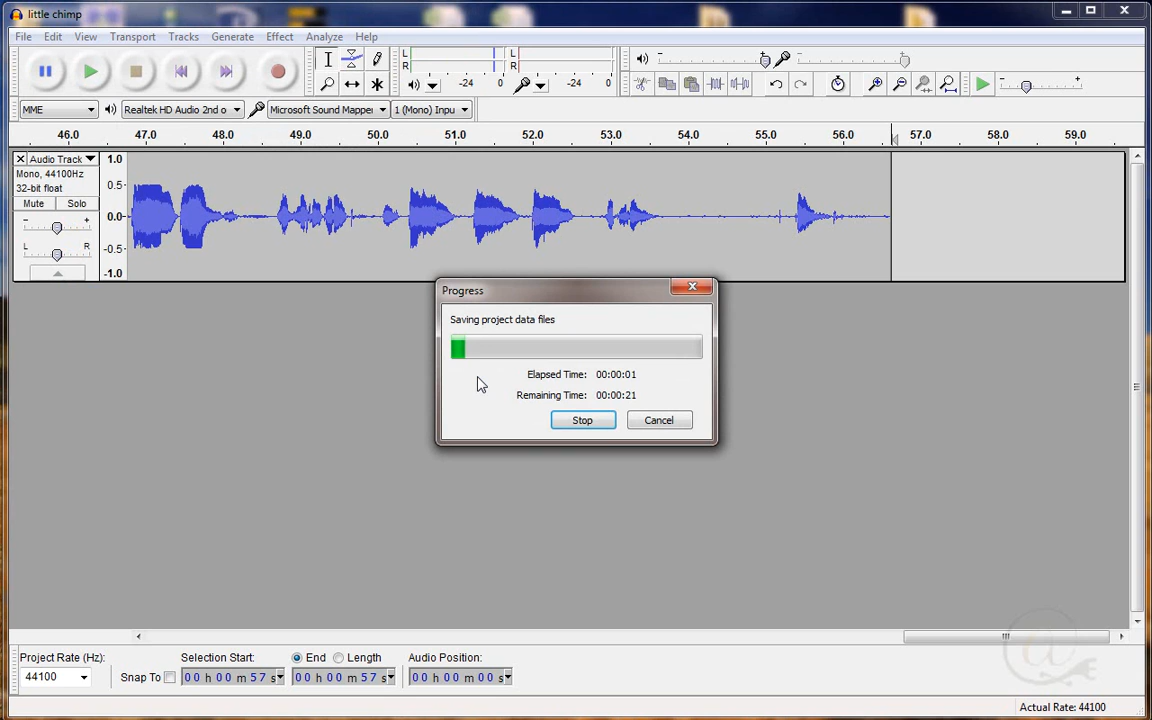 little chimp
File Edit View Transport Tracks Generate Effect Analyze Help
L R -24 0
L R -24 0
MME Realtek HD Audio 2nd o Microsoft Sound Mapper 1 (Mono) Inpu
46.0 47.0 48.0 49.0 50.0 51.0 52.0 53.0 54.0 55.0 56.0 57.0 58.0 59.0
Audio Track 1.0
Mono, 44100Hz
32-bit float 0.5
Mute Solo
- + 0.0
L R
-0.5
-1.0
Progress
Saving project data files
Elapsed Time: 00:00:01
Remaining Time: 00:00:21
Stop Cancel
Project Rate (Hz): Selection Start: End Length Audio Position:
44100 Snap To 00 h 00 m 57 s 00 h 00 m 57 s 00 h 00 m 00 s
Actual Rate: 44100